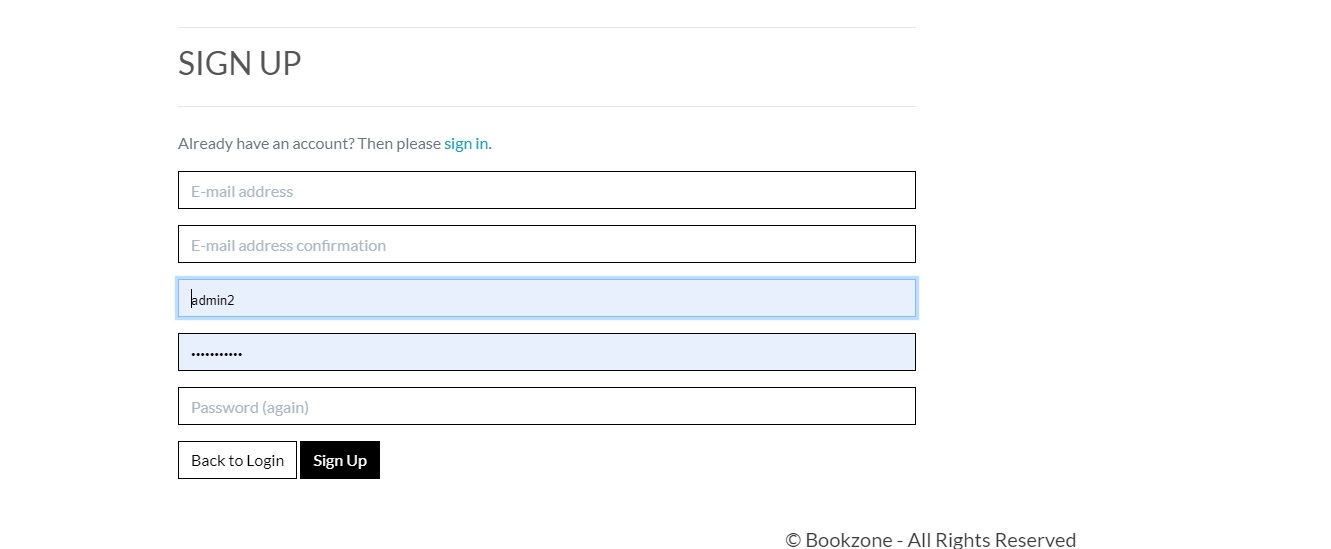 SIGN UP
Already have an account? Then please sign in.
E-mail address
E-mail address confirmation
admin2
•••••••••••
Password (again)
Back to Login Sign Up
© Bookzone - All Rights Reserved